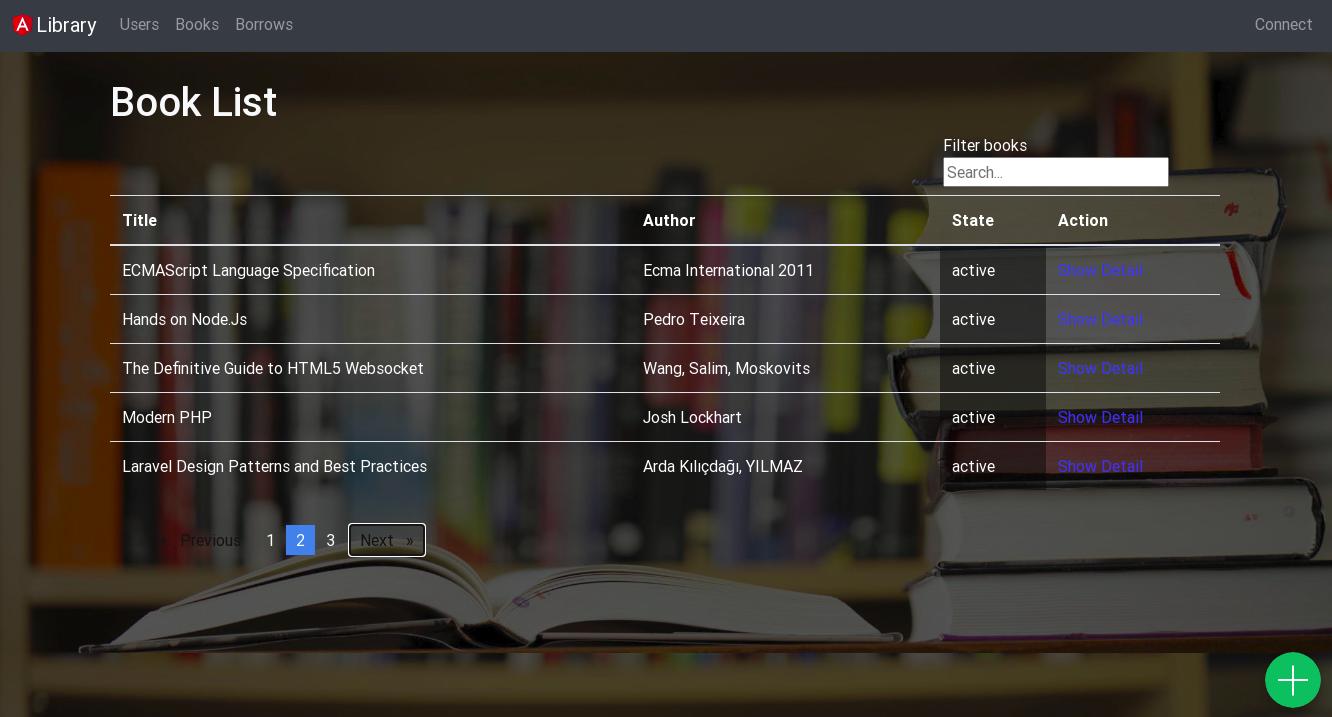 Library Users Books Borrows Connect
Book List
Filter books
Search...
Title Author State Action
ECMAScript Language Specification Ecma International 2011 active Show Detail
Hands on Node.Js Pedro Teixeira active Show Detail
The Definitive Guide to HTML5 Websocket Wang, Salim, Moskovits active Show Detail
Modern PHP Josh Lockhart active Show Detail
Laravel Design Patterns and Best Practices Arda Kılıçdağı, YILMAZ active Show Detail
« Previous 1 2 3 Next »